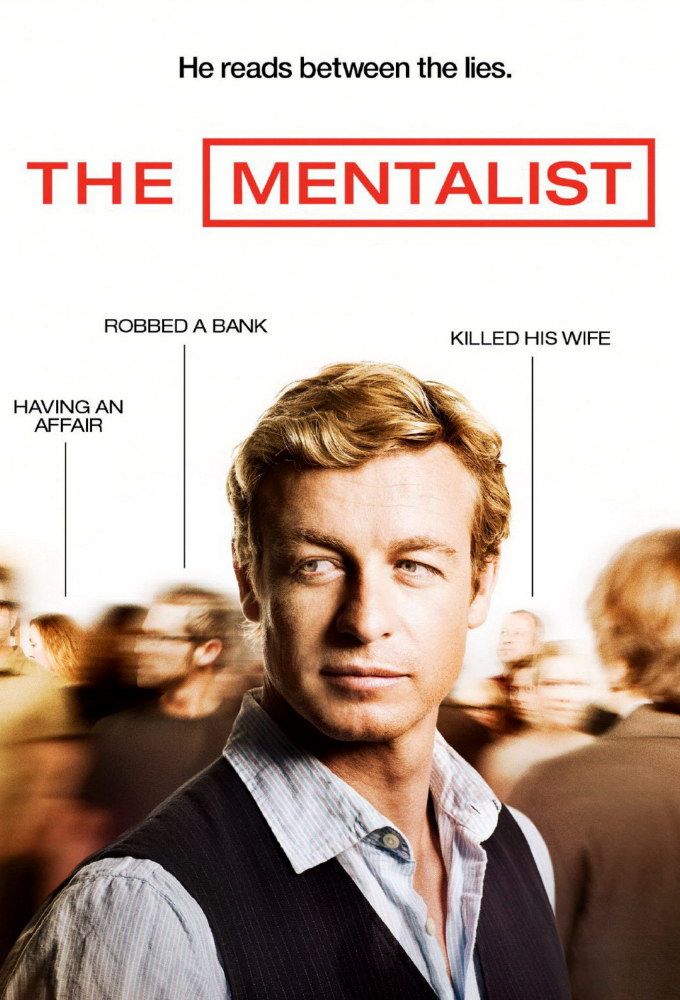 He reads between the lies.
THE MENTALIST
ROBBED A BANK
KILLED HIS WIFE
HAVING AN
AFFAIR